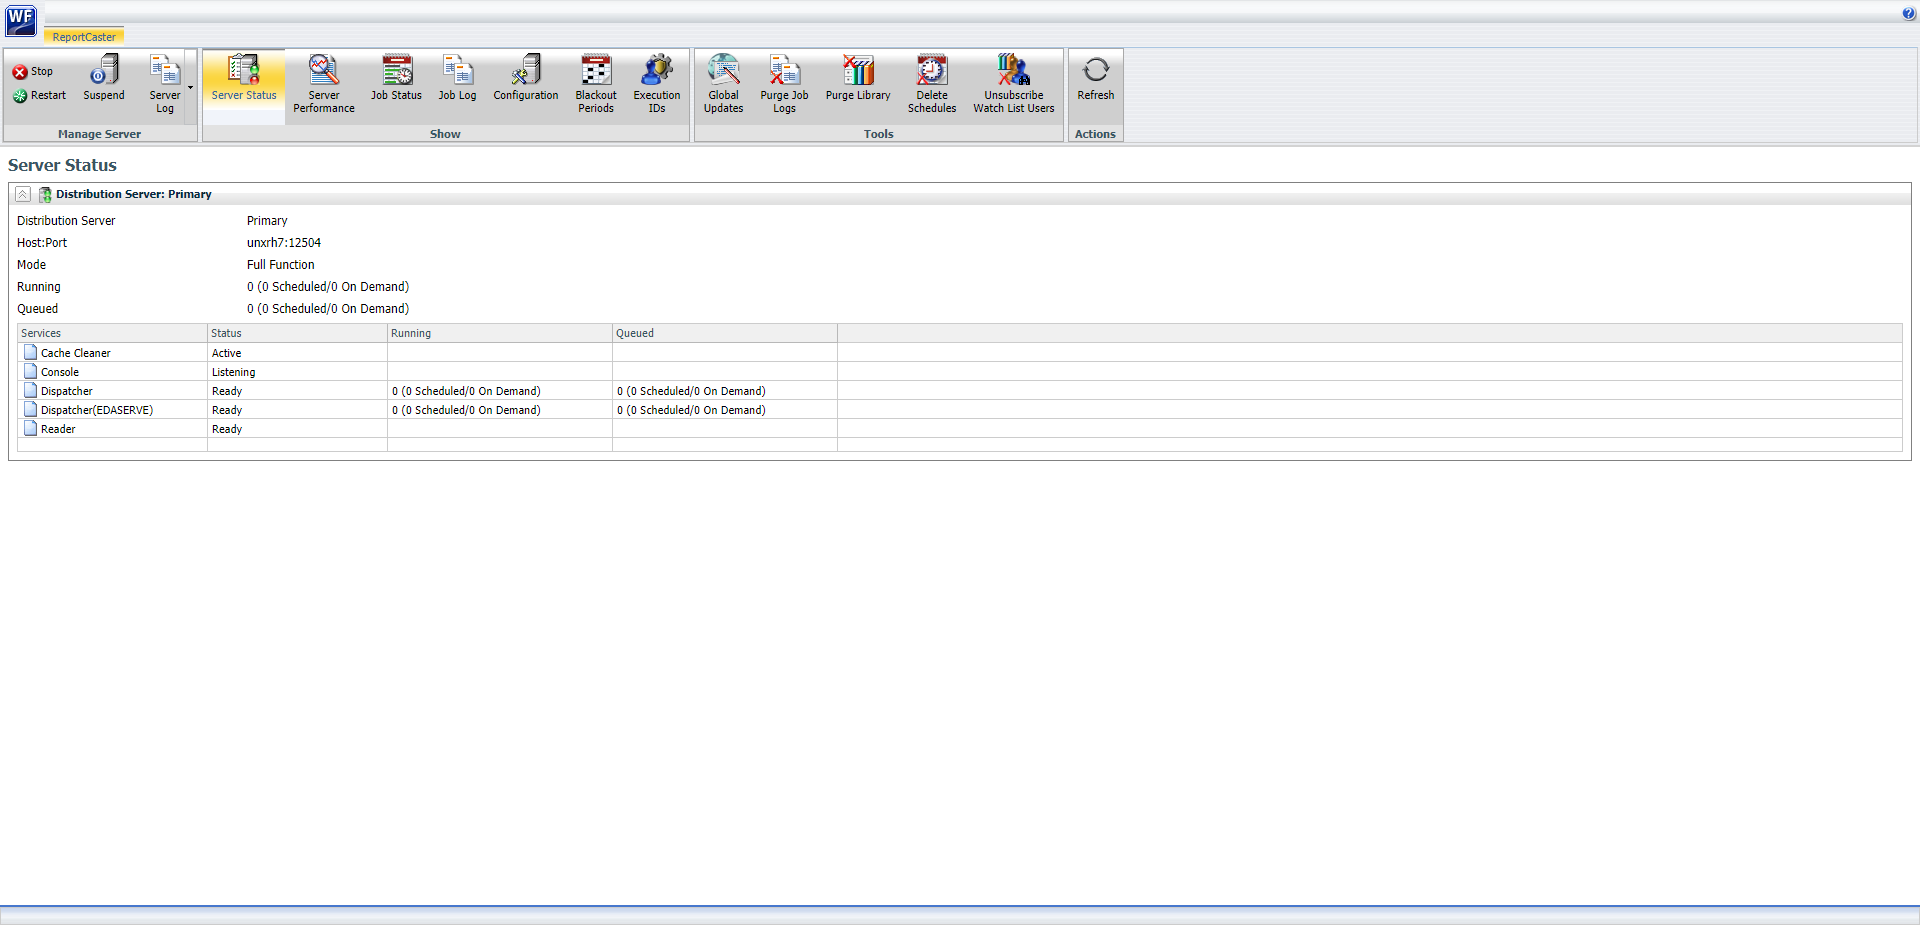 WF
ReportCaster
Stop
Restart
Suspend
Server
Log
Manage Server
Server Status
Server
Performance
Job Status
Job Log
Configuration
Blackout
Periods
Execution
IDs
Show
Global
Updates
Purge Job
Logs
Purge Library
Delete
Schedules
Unsubscribe
Watch List Users
Tools
Refresh
Actions
Server Status
Distribution Server: Primary
Distribution Server Primary
Host:Port unxrh7:12504
Mode Full Function
Running 0 (0 Scheduled/0 On Demand)
Queued 0 (0 Scheduled/0 On Demand)
Services Status Running Queued
Cache Cleaner Active
Console Listening
Dispatcher Ready 0 (0 Scheduled/0 On Demand) 0 (0 Scheduled/0 On Demand)
Dispatcher(EDASERVE) Ready 0 (0 Scheduled/0 On Demand) 0 (0 Scheduled/0 On Demand)
Reader Ready